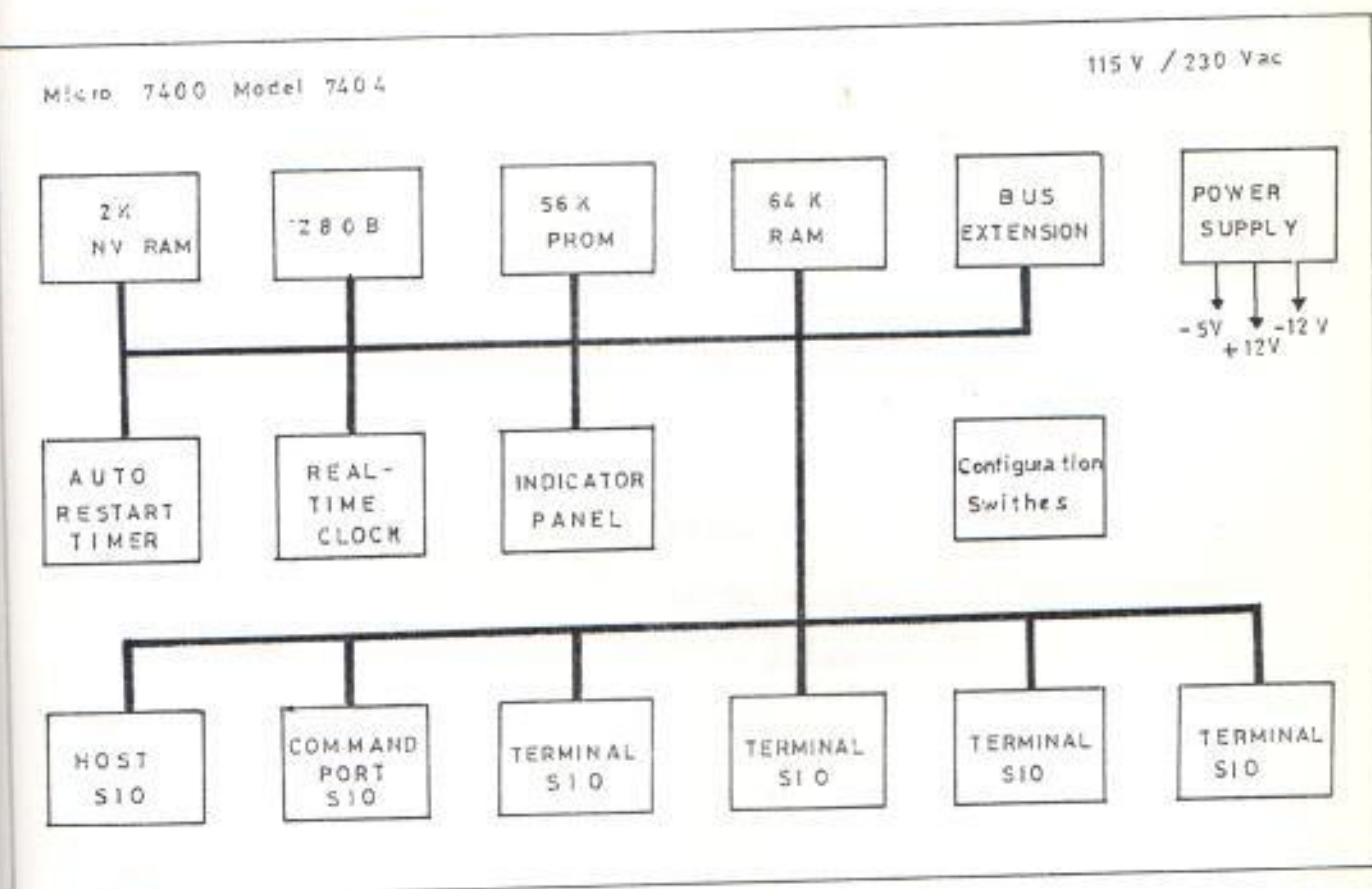 Micro 7400 Model 7404
115 V / 230 Vac
2K
NV RAM
Z80B
56K
PROM
64K
RAM
BUS
EXTENSION
POWER
SUPPLY
-5V
+12V
-12 V
AUTO
RESTART
TIMER
REAL-
TIME
CLOCK
INDICATOR
PANEL
Configuration
Swithes
HOST
SIO
COMMAND
PORT
SIO
TERMINAL
SIO
TERMINAL
SIO
TERMINAL
SIO
TERMINAL
SIO